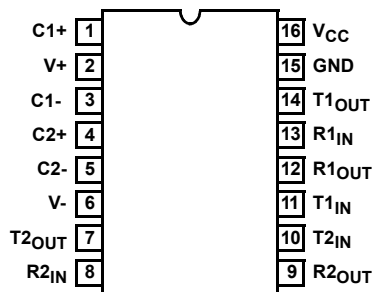 C1+ 1 16 VCC
V+ 2 15 GND
C1- 3 14 T1OUT
C2+ 4 13 R1IN
C2- 5 12 R1OUT
V- 6 11 T1IN
T2OUT 7 10 T2IN
R2IN 8 9 R2OUT